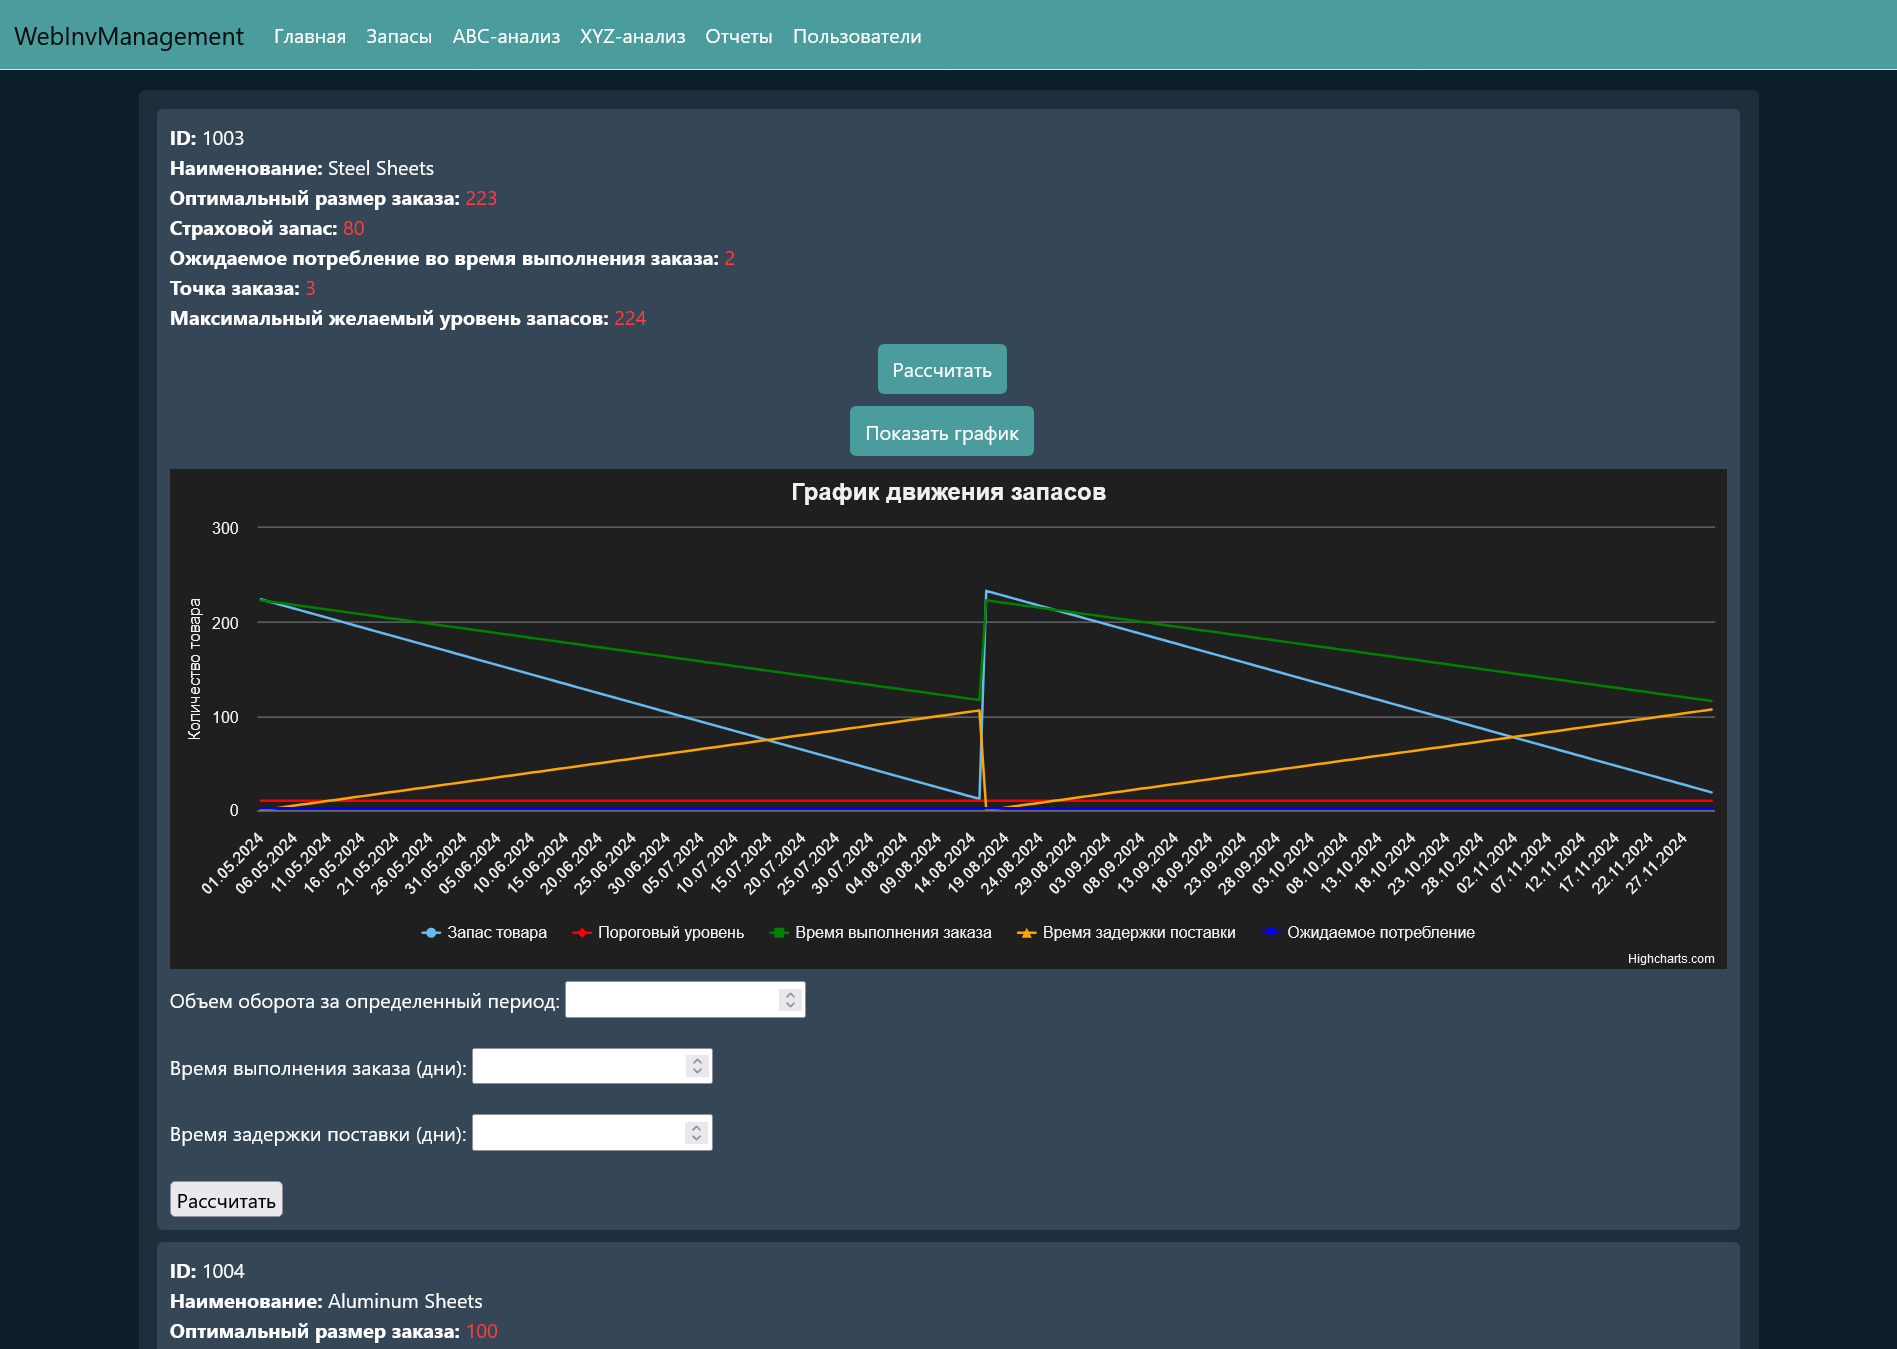 WebInvManagement Главная Запасы ABC-анализ XYZ-анализ Отчеты Пользователи
ID: 1003
Наименование: Steel Sheets
Оптимальный размер заказа: 223
Страховой запас: 80
Ожидаемое потребление во время выполнения заказа: 2
Точка заказа: 3
Максимальный желаемый уровень запасов: 224
Рассчитать
Показать график
График движения запасов
Количество товара
300
200
100
0
01.05.2024 06.05.2024 11.05.2024 16.05.2024 21.05.2024 26.05.2024 31.05.2024 05.06.2024 10.06.2024 15.06.2024 20.06.2024 25.06.2024 30.06.2024 05.07.2024 10.07.2024 15.07.2024 20.07.2024 25.07.2024 30.07.2024 04.08.2024 09.08.2024 14.08.2024 19.08.2024 24.08.2024 29.08.2024 03.09.2024 08.09.2024 13.09.2024 18.09.2024 23.09.2024 28.09.2024 03.10.2024 08.10.2024 13.10.2024 18.10.2024 23.10.2024 28.10.2024 02.11.2024 07.11.2024 12.11.2024 17.11.2024 22.11.2024 27.11.2024
Запас товара Пороговый уровень Время выполнения заказа Время задержки поставки Ожидаемое потребление
Highcharts.com
Объем оборота за определенный период:
Время выполнения заказа (дни):
Время задержки поставки (дни):
Рассчитать
ID: 1004
Наименование: Aluminum Sheets
Оптимальный размер заказа: 100